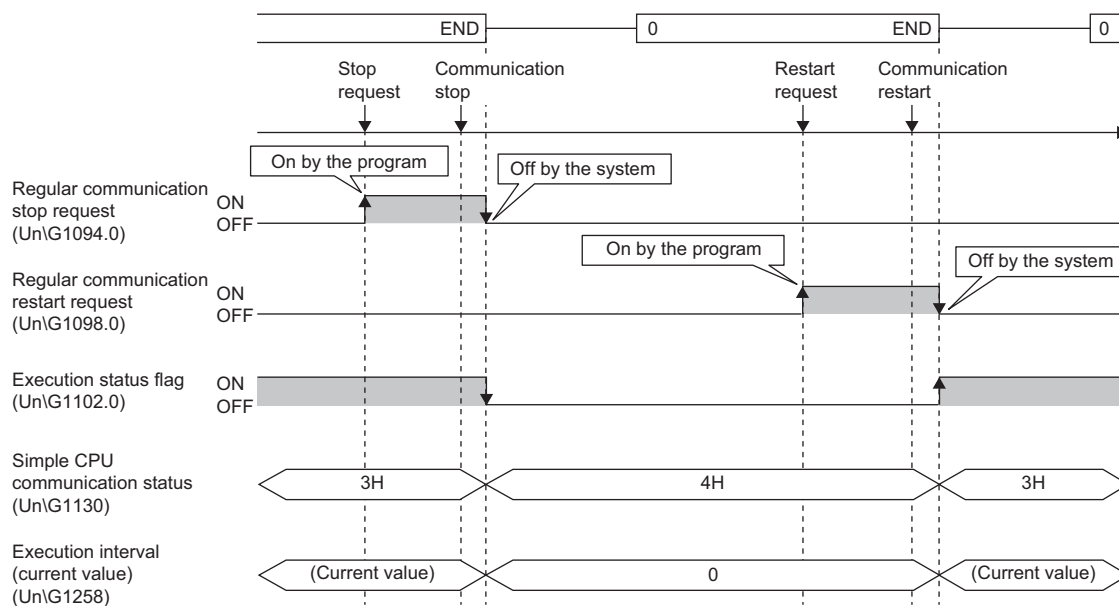 END
0
END
0
Stop
request
Communication
stop
Restart
request
Communication
restart
On by the program
Off by the system
Regular communication
stop request
(Un\G1094.0)
ON
OFF
On by the program
Off by the system
Regular communication
restart request
(Un\G1098.0)
ON
OFF
Execution status flag
(Un\G1102.0)
ON
OFF
Simple CPU
communication status
(Un\G1130)
3H
4H
3H
Execution interval
(current value)
(Un\G1258)
(Current value)
0
(Current value)